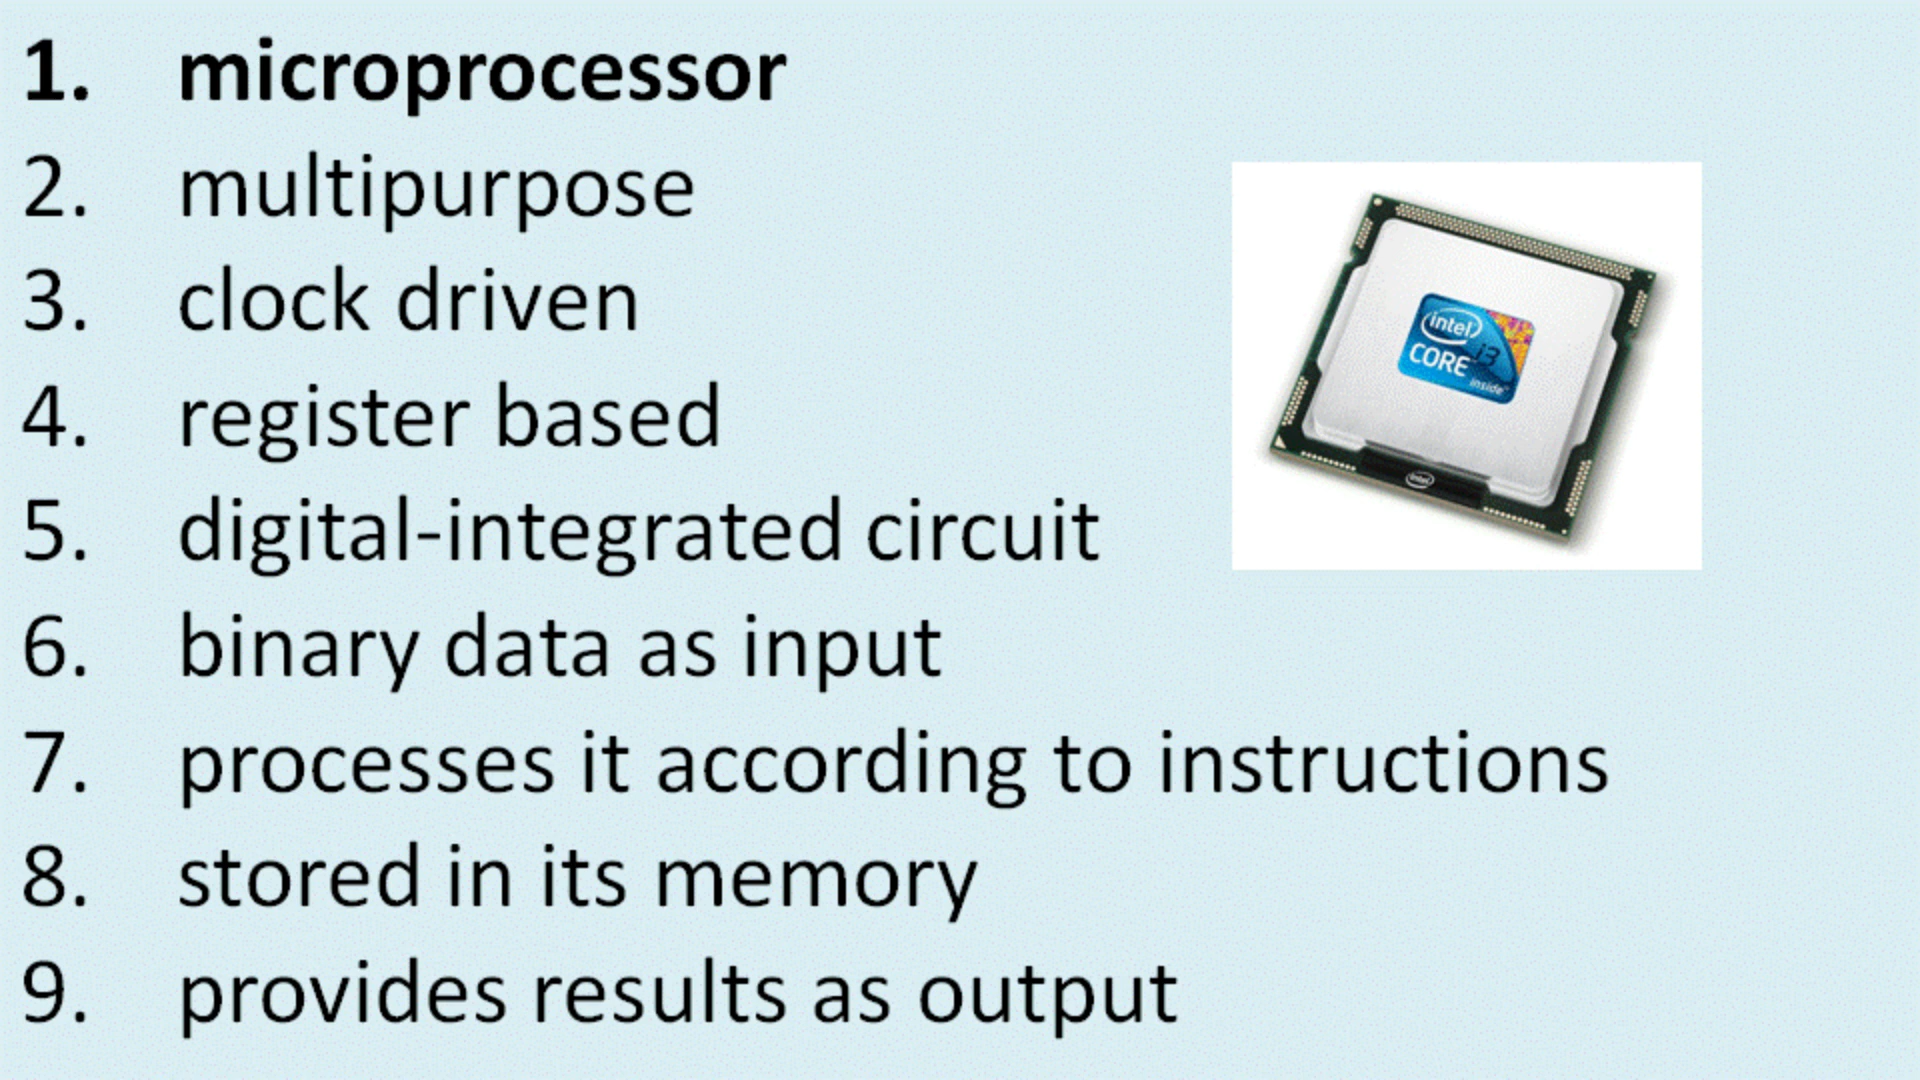 1. microprocessor
2. multipurpose
3. clock driven
4. register based
5. digital-integrated circuit
6. binary data as input
7. processes it according to instructions
8. stored in its memory
9. provides results as output
intel
CORE i3
inside
intel